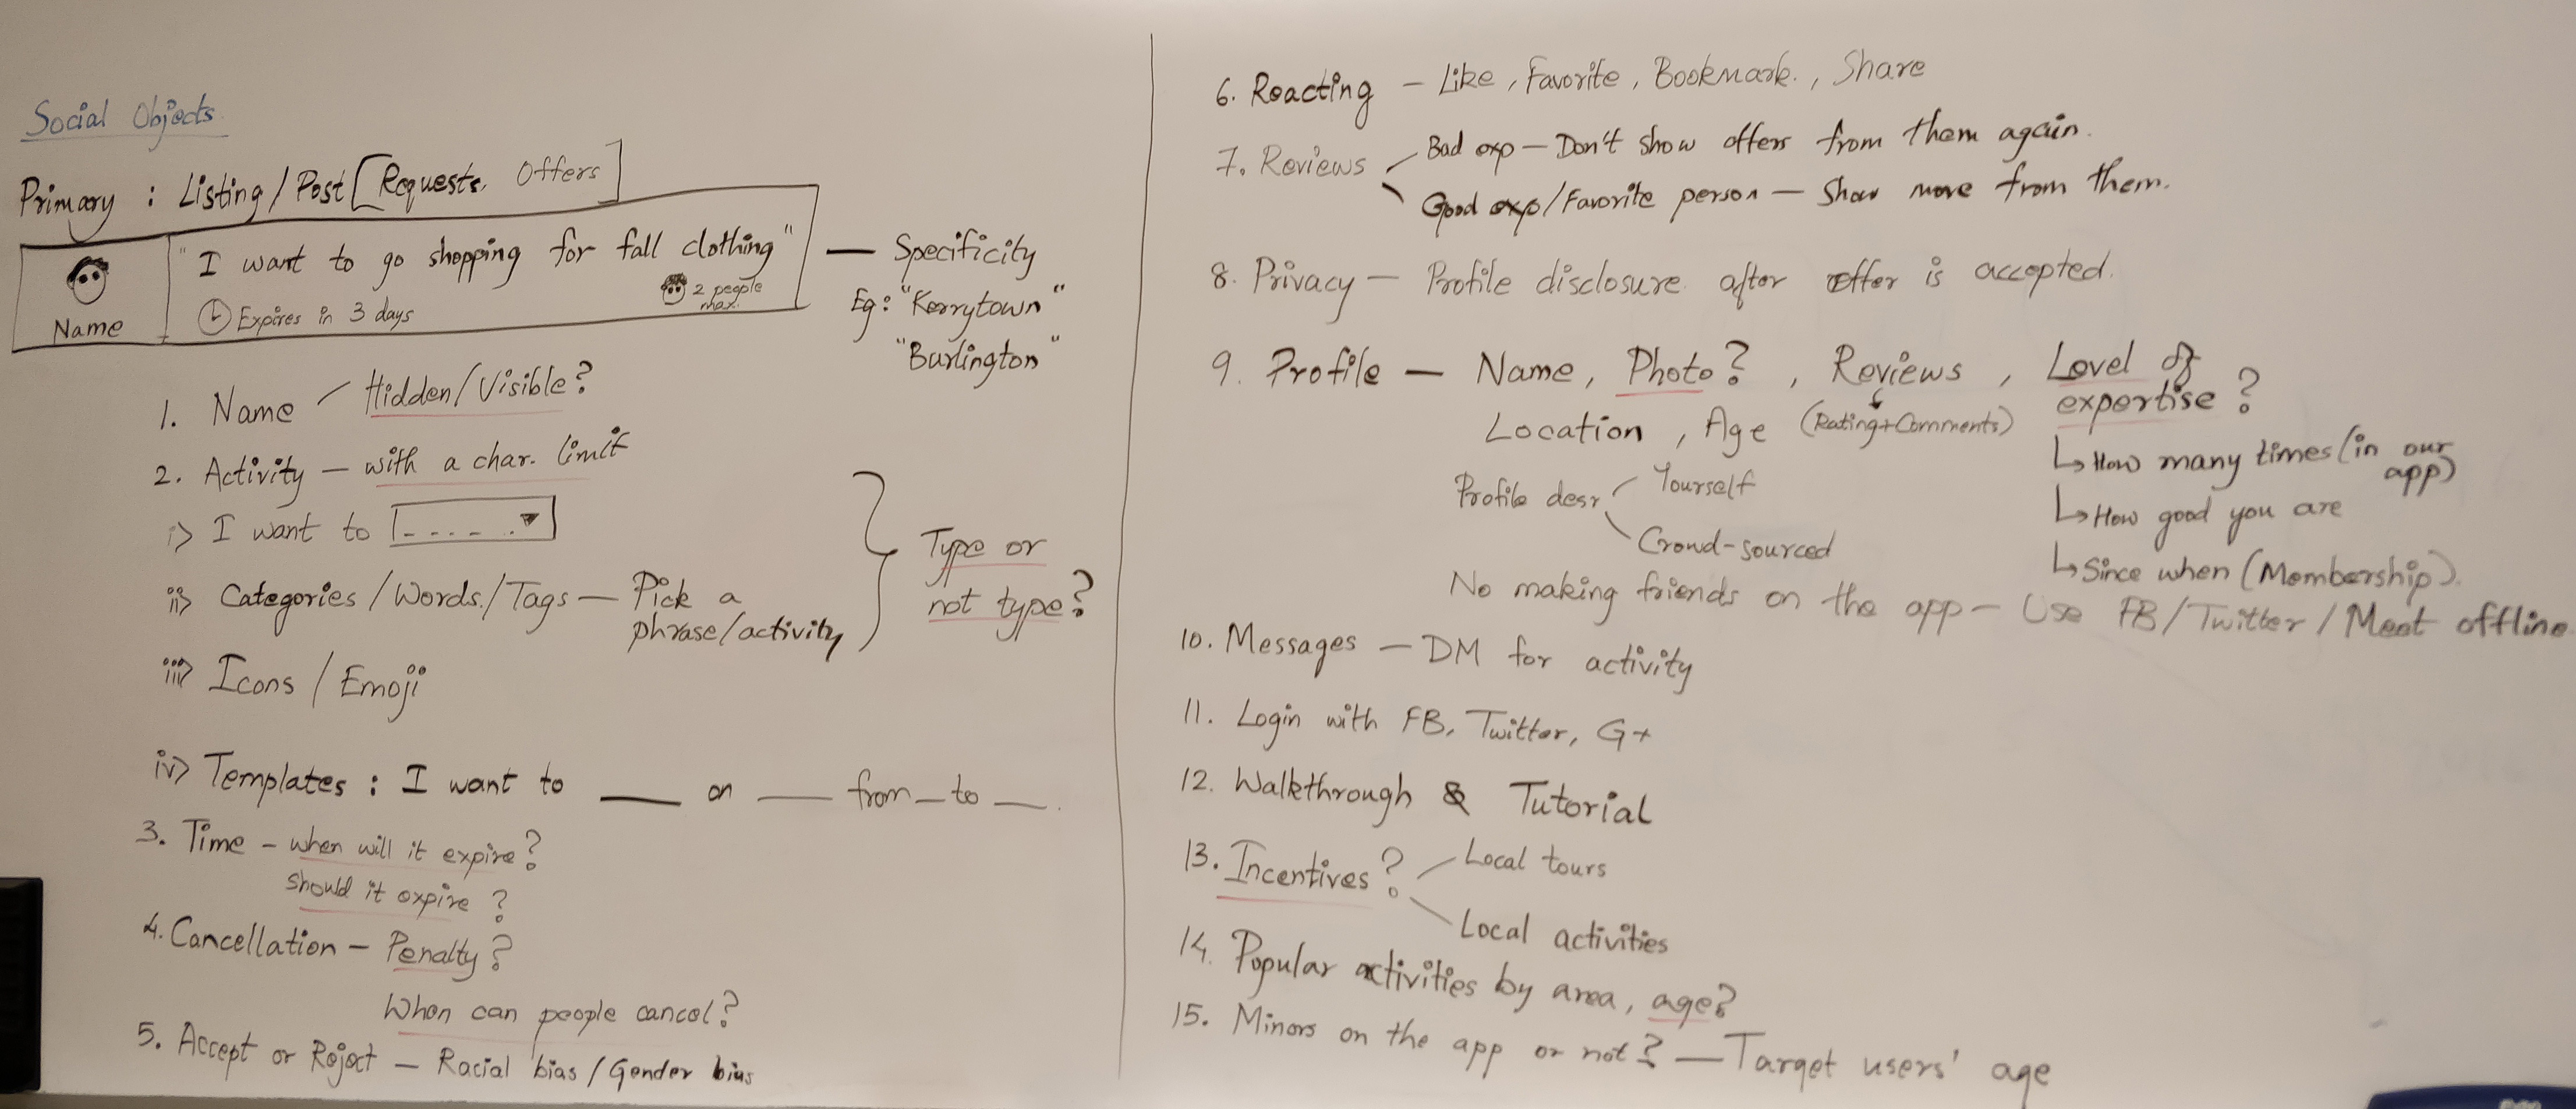 Social Objects
Primary : Listing/Post [Requests, Offers]
"I want to go shopping for fall clothing"
Expires in 3 days
2 people max.
Name
— Specificity
Eg: "Kerrytown"
"Burlington"
1. Name — Hidden/Visible?
2. Activity — with a char. limit
i> I want to [_ _ _ _ . ▼]
ii> Categories/Words/Tags — Pick a
phrase/activity
iii> Icons / Emoji
Type or
not type?
iv> Templates : I want to ___ on ___ from _ to __.
3. Time - when will it expire?
should it expire?
4. Cancellation — Penalty?
When can people cancel?
5. Accept or Reject — Racial bias / Gender bias
6. Reacting — Like, Favorite, Bookmark., Share
7. Reviews
Bad exp — Don't show offers from them again.
Good exp/Favorite person — Show more from them.
8. Privacy — Profile disclosure after offer is accepted.
9. Profile — Name, Photo?, Reviews, Level of
expertise?
Location, Age (Rating+Comments)
↳ How many times (in our
app)
↳ How good you are
↳ Since when (Membership).
Profile desr
Yourself
Crowd-sourced
No making friends on the app — Use FB/Twitter/Meet offline
10. Messages — DM for activity
11. Login with FB, Twitter, G+
12. Walkthrough & Tutorial
13. Incentives?
Local tours
Local activities
14. Popular activities by area, age?
15. Minors on the app or not? — Target users' age